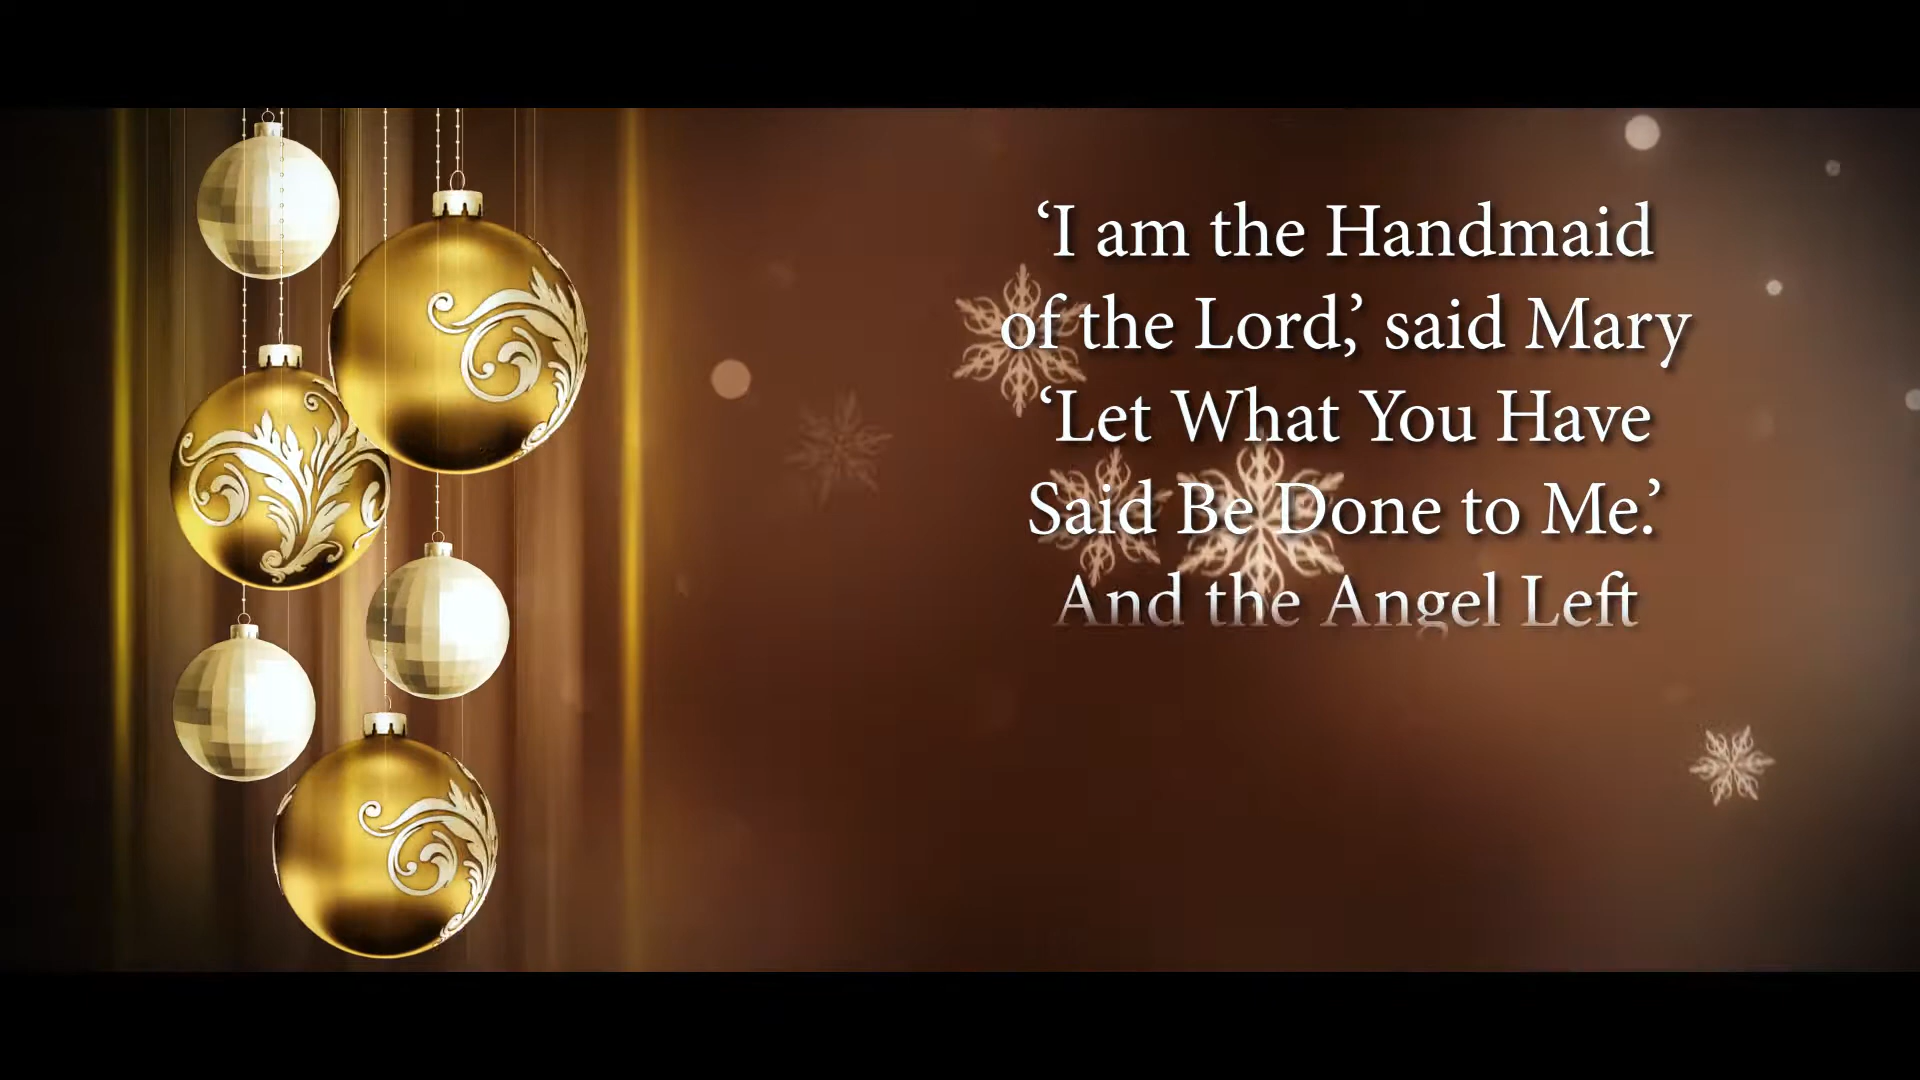 ‘I am the Handmaid
of the Lord,’ said Mary
‘Let What You Have
Said Be Done to Me.’
And the Angel Left